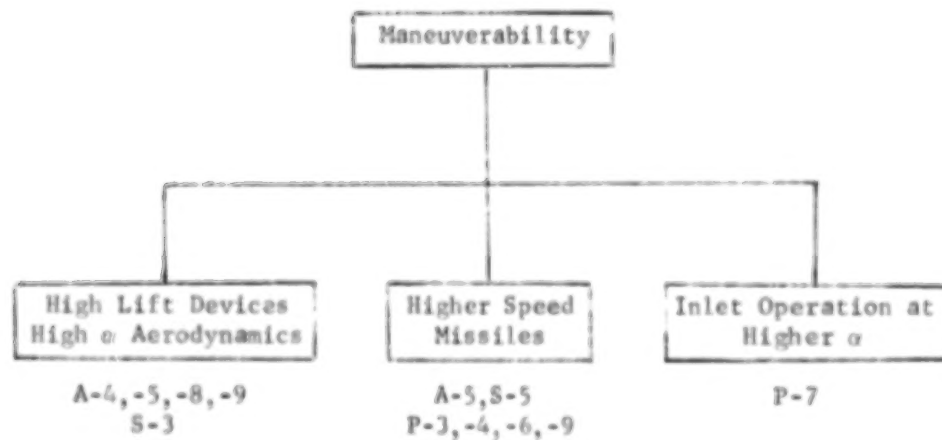 Maneuverability
High Lift Devices
High α Aerodynamics
A-4,-5,-8,-9
S-3
Higher Speed
Missiles
A-5,S-5
P-3,-4,-6,-9
Inlet Operation at
Higher α
P-7